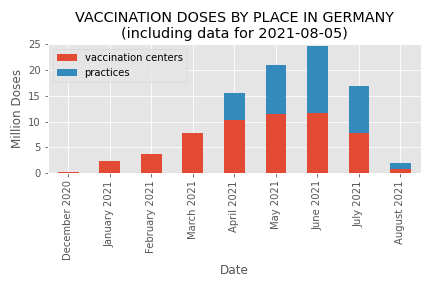 VACCINATION DOSES BY PLACE IN GERMANY
(including data for 2021-08-05)
25
20
15
10
5
0
Million Doses
vaccination centers
practices
December 2020
January 2021
February 2021
March 2021
April 2021
May 2021
June 2021
July 2021
August 2021
Date